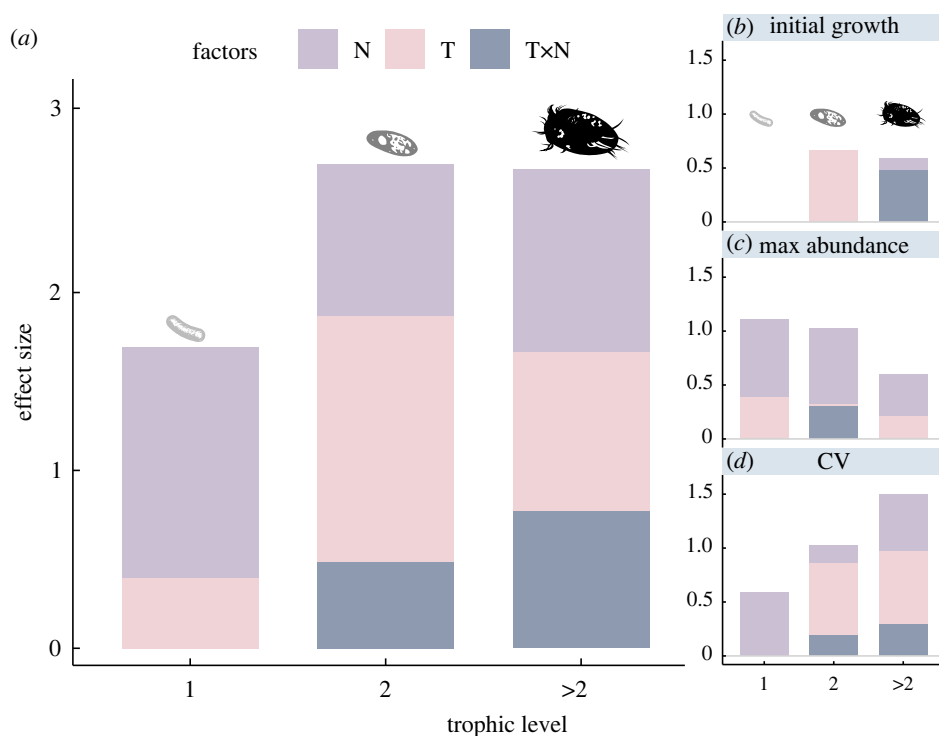 (a)
factors N T T×N
3
2
1
0
effect size
1 2 >2
trophic level
(b) initial growth
1.5
1.0
0.5
0
(c) max abundance
1.5
1.0
0.5
0
(d) CV
1.5
1.0
0.5
0
1 2 >2